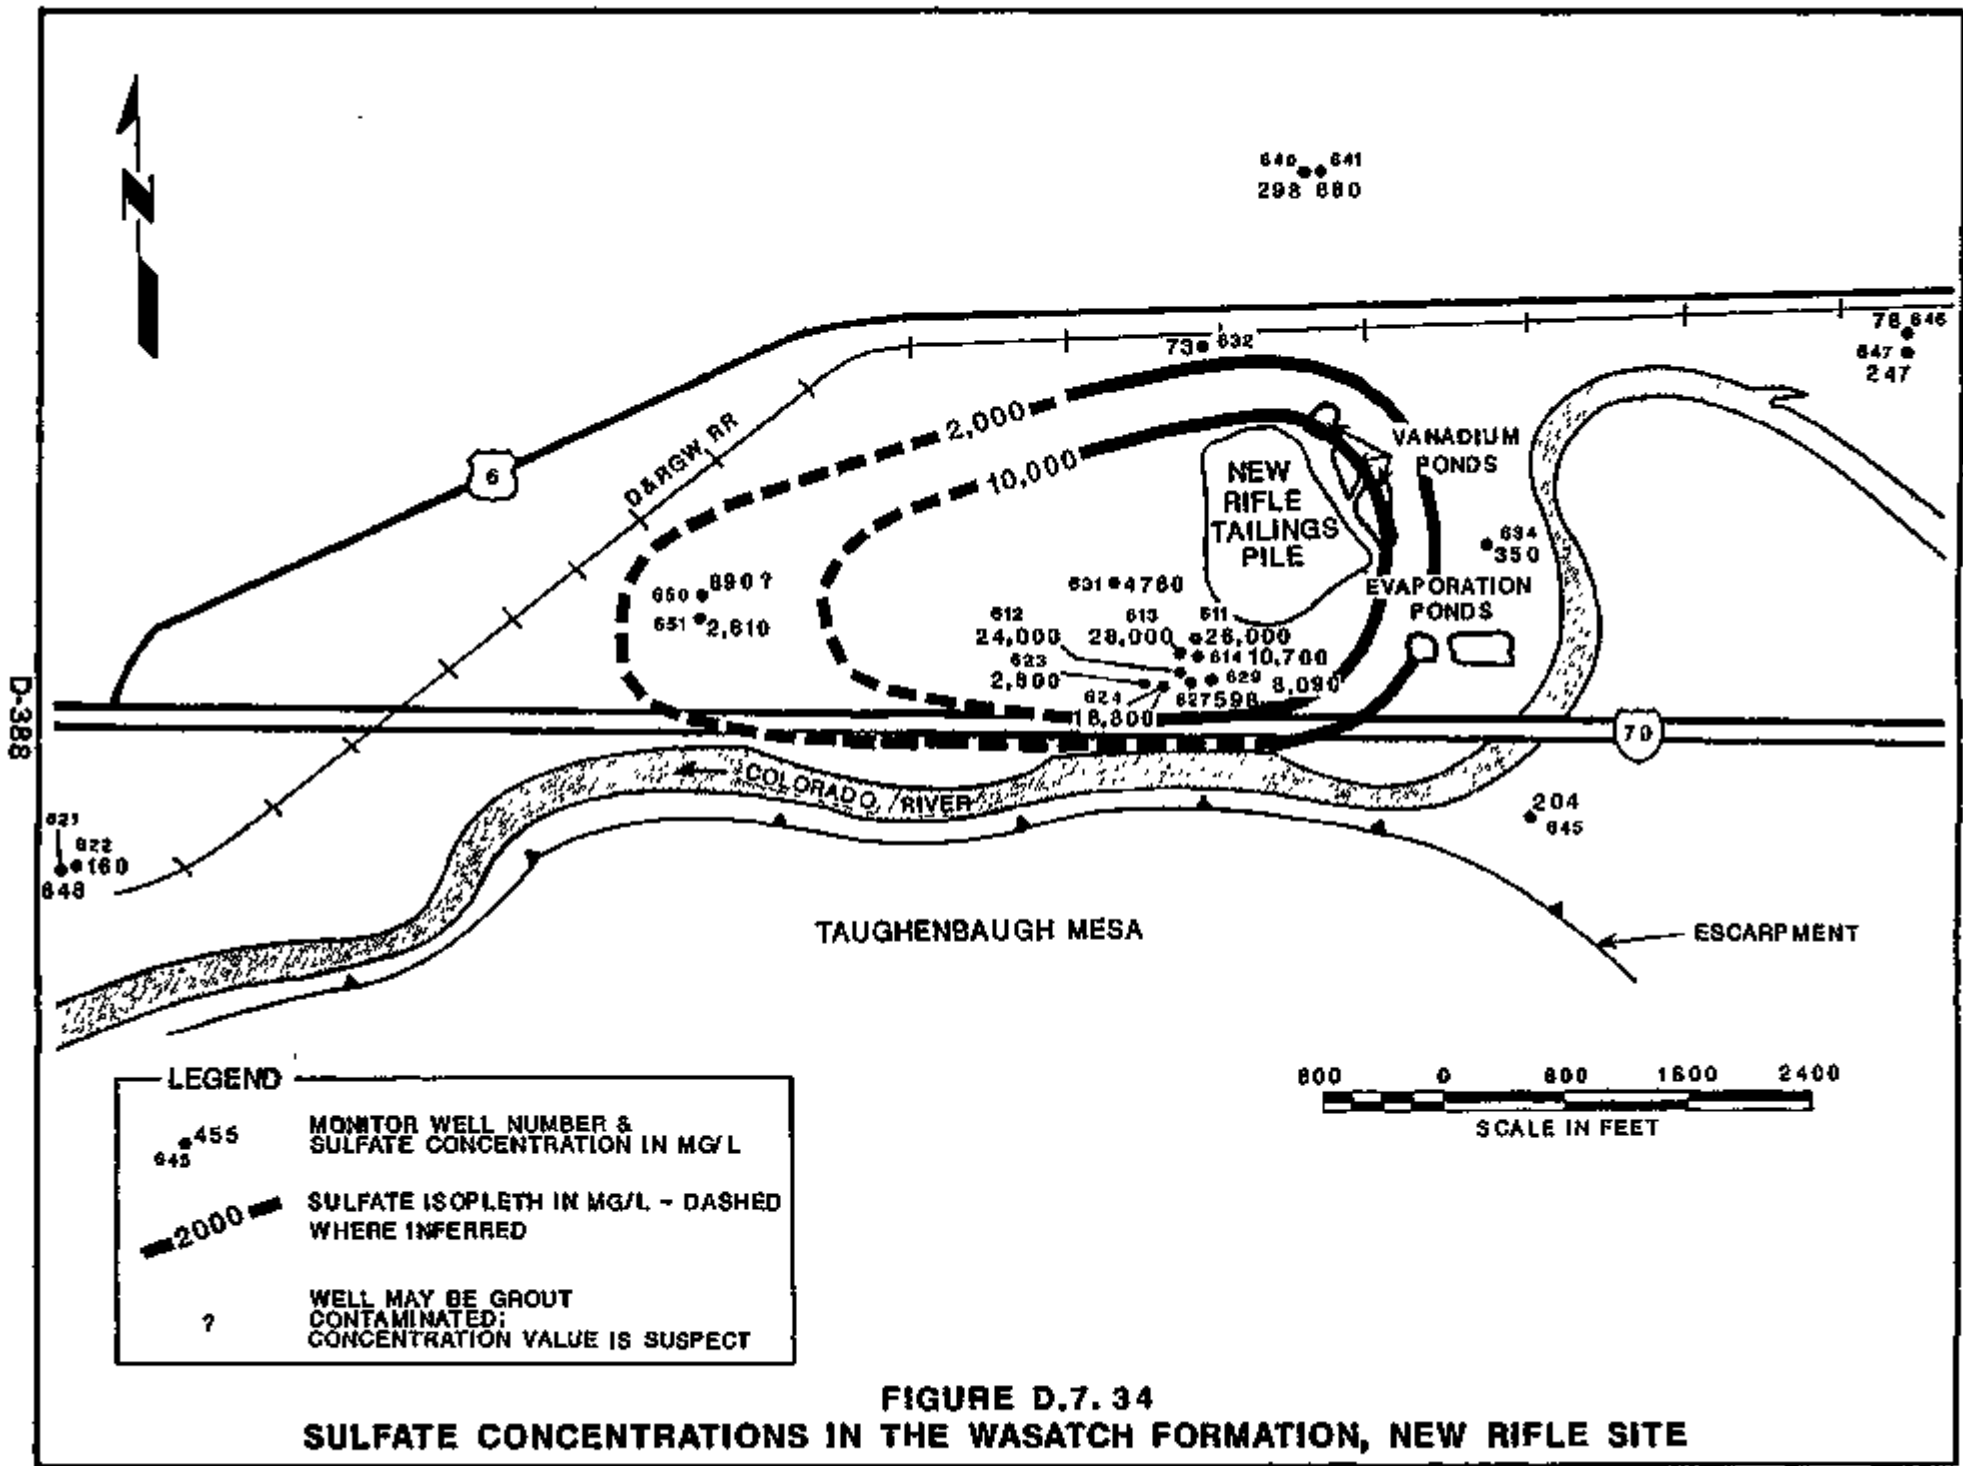 N
640 641
298 680
78 646
647
247
73 632
2,000
10,000
D&RGW RR
6
VANADIUM
PONDS
NEW
RIFLE
TAILINGS
PILE
634
350
EVAPORATION
PONDS
650 890?
651 2,610
631 4760
612 613 611
24,000 28,000 26,000
614 10,700
623
2,800
629
8,090
624 627 598
18,800
70
COLORADO RIVER
204
645
621
622
160
648
D-388
TAUGHENBAUGH MESA
ESCARPMENT
LEGEND
455
645
MONITOR WELL NUMBER &
SULFATE CONCENTRATION IN MG/L
2000
SULFATE ISOPLETH IN MG/L - DASHED
WHERE INFERRED
?
WELL MAY BE GROUT
CONTAMINATED;
CONCENTRATION VALUE IS SUSPECT
800 0 800 1600 2400
SCALE IN FEET
FIGURE D.7.34
SULFATE CONCENTRATIONS IN THE WASATCH FORMATION, NEW RIFLE SITE